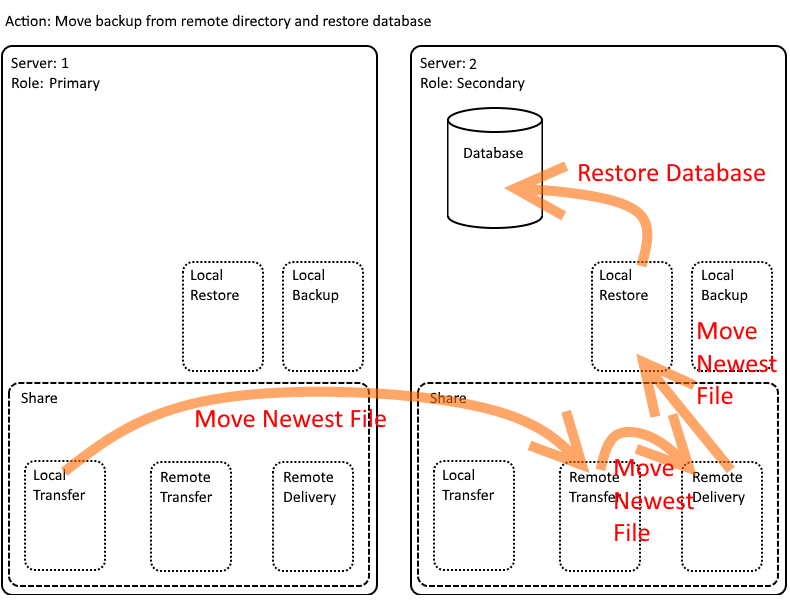 Action: Move backup from remote directory and restore database
Server: 1
Role: Primary
Local
Restore
Local
Backup
Share
Move Newest File
Local
Transfer
Remote
Transfer
Remote
Delivery
Server: 2
Role: Secondary
Database
Restore Database
Local
Restore
Local
Backup
Move
Newest
File
Share
Local
Transfer
Remote
Transfer
Move
Newest
File
Remote
Delivery